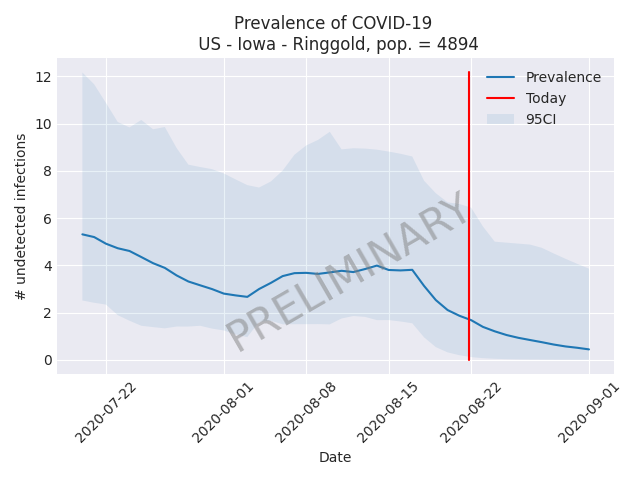 Prevalence of COVID-19
US - Iowa - Ringgold, pop. = 4894
12
10
8
6
4
2
0
# undetected infections
Prevalence
Today
95CI
PRELIMINARY
2020-07-22
2020-08-01
2020-08-08
2020-08-15
2020-08-22
2020-09-01
Date